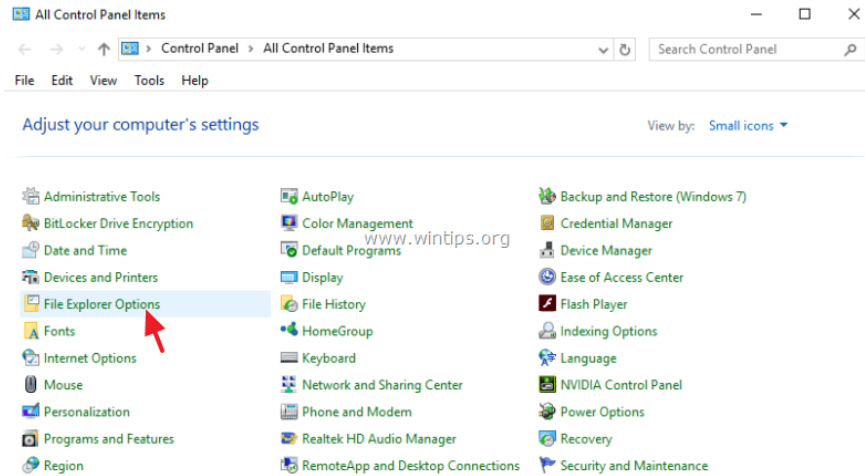 All Control Panel Items
Control Panel > All Control Panel Items
Search Control Panel
File Edit View Tools Help
Adjust your computer's settings
View by: Small icons
Administrative Tools AutoPlay Backup and Restore (Windows 7)
BitLocker Drive Encryption Color Management Credential Manager
www.wintips.org
Date and Time Default Programs Device Manager
Devices and Printers Display Ease of Access Center
File Explorer Options File History Flash Player
Fonts HomeGroup Indexing Options
Internet Options Keyboard Language
Mouse Network and Sharing Center NVIDIA Control Panel
Personalization Phone and Modem Power Options
Programs and Features Realtek HD Audio Manager Recovery
Region RemoteApp and Desktop Connections Security and Maintenance